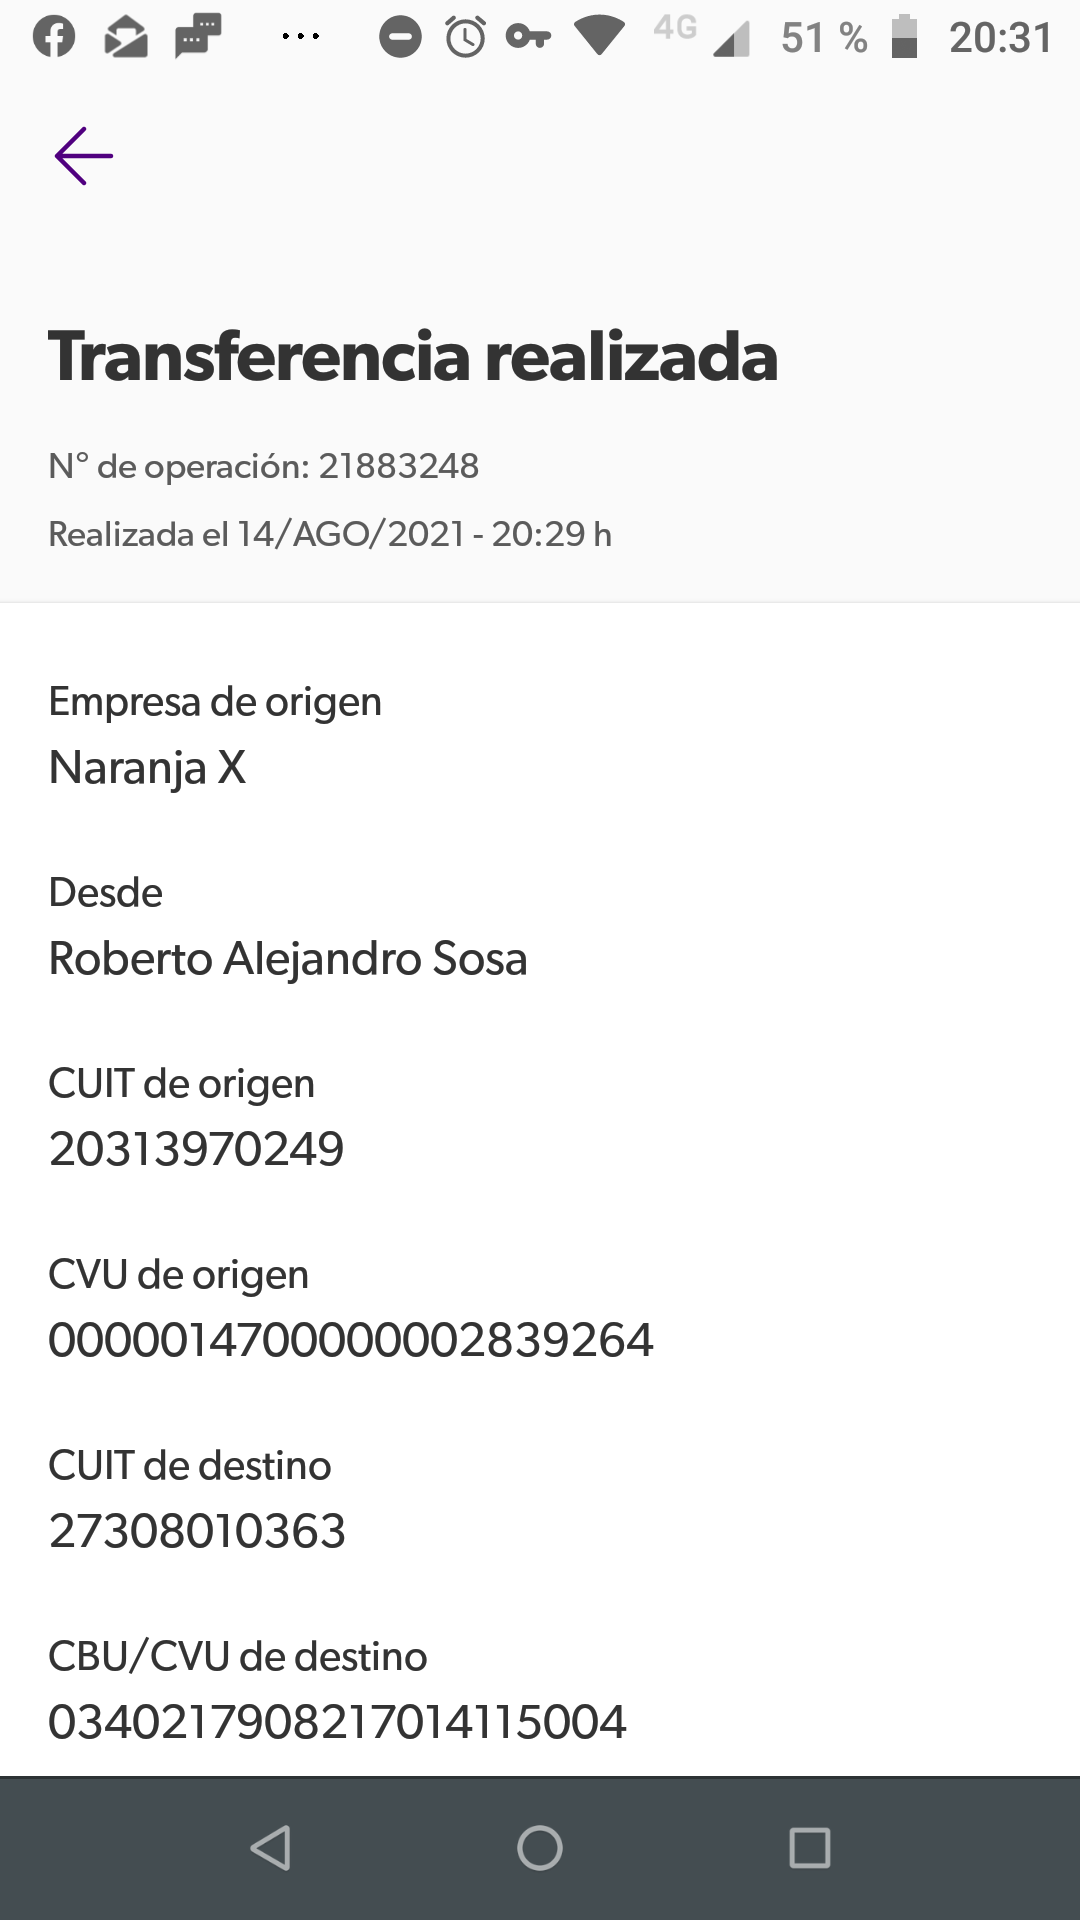 4G 51 % 20:31
Transferencia realizada
N° de operación: 21883248
Realizada el 14/AGO/2021 - 20:29 h
Empresa de origen
Naranja X
Desde
Roberto Alejandro Sosa
CUIT de origen
20313970249
CVU de origen
0000014700000002839264
CUIT de destino
27308010363
CBU/CVU de destino
0340217908217014115004